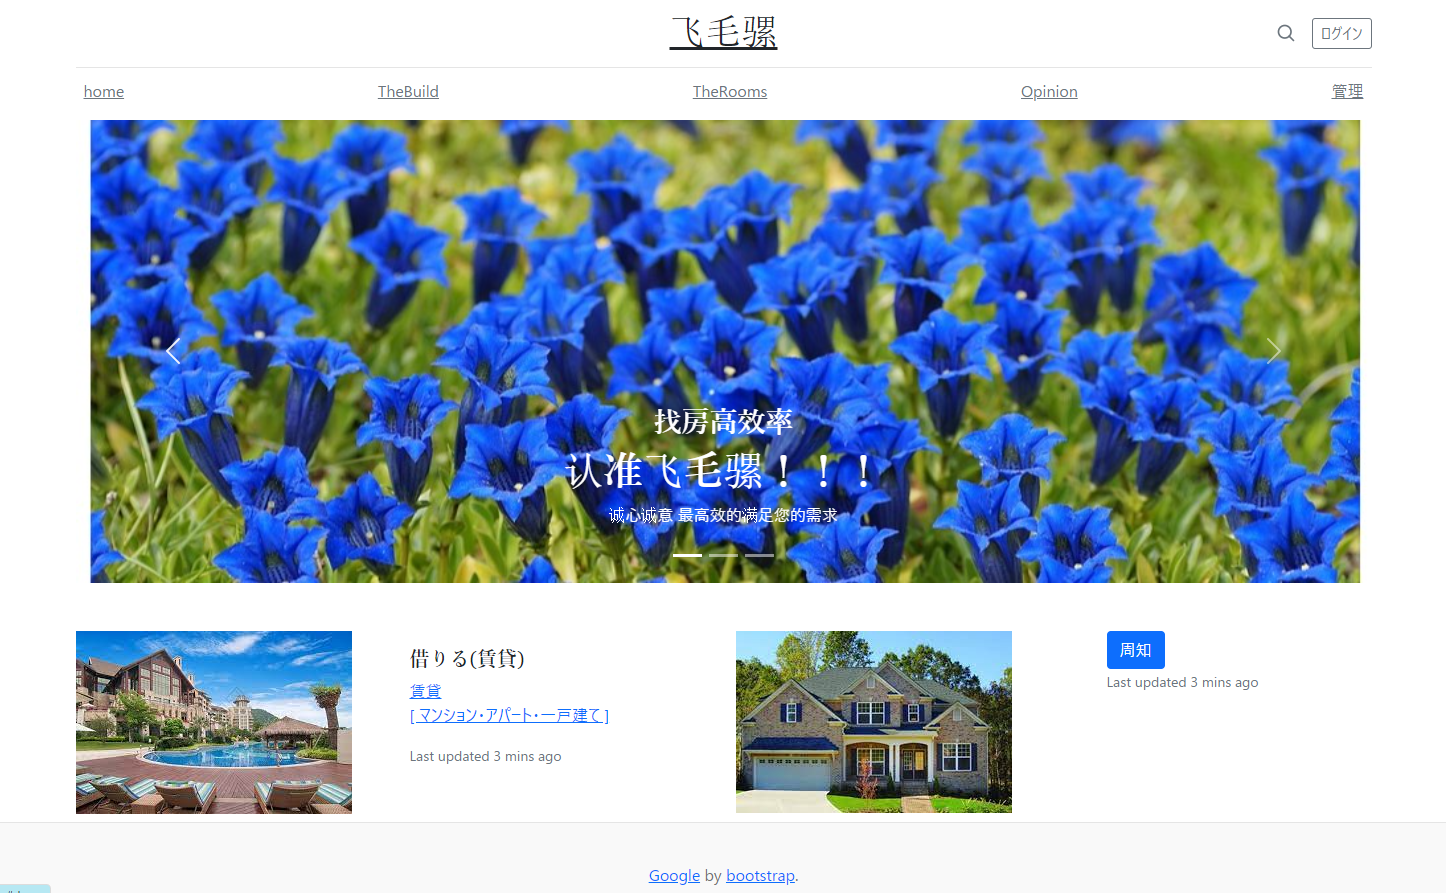 飞毛骡
ログイン
home
TheBuild
TheRooms
Opinion
管理
找房高效率
认准飞毛骡！！！
诚心诚意 最高效的满足您的需求
借りる(賃貸)
賃貸
[ マンション・アパート・一戸建て ]
Last updated 3 mins ago
周知
Last updated 3 mins ago
Google by bootstrap.